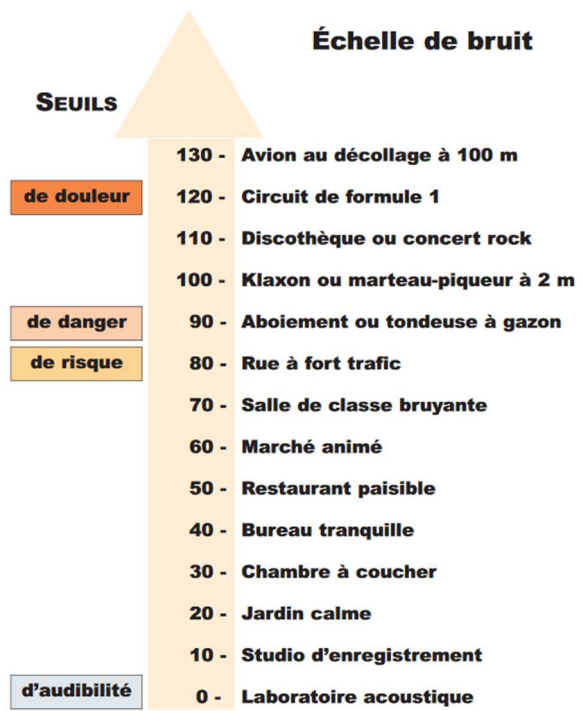 Échelle de bruit
SEUILS
130 - Avion au décollage à 100 m
de douleur 120 - Circuit de formule 1
110 - Discothèque ou concert rock
100 - Klaxon ou marteau-piqueur à 2 m
de danger 90 - Aboiement ou tondeuse à gazon
de risque 80 - Rue à fort trafic
70 - Salle de classe bruyante
60 - Marché animé
50 - Restaurant paisible
40 - Bureau tranquille
30 - Chambre à coucher
20 - Jardin calme
10 - Studio d'enregistrement
d'audibilité 0 - Laboratoire acoustique